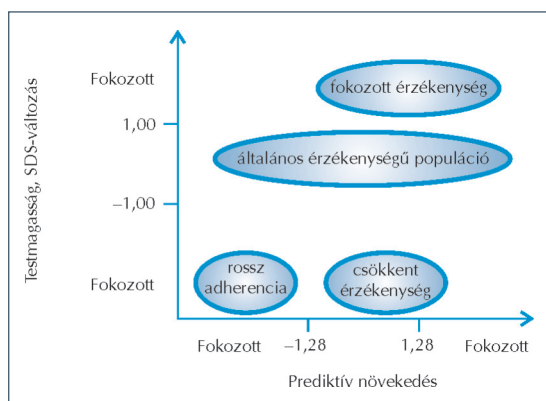 Testmagasság, SDS-változás
Fokozott
1,00
−1,00
Fokozott
fokozott érzékenység
általános érzékenységű populáció
rossz
adherencia
csökkent
érzékenység
Fokozott −1,28 1,28 Fokozott
Prediktív növekedés